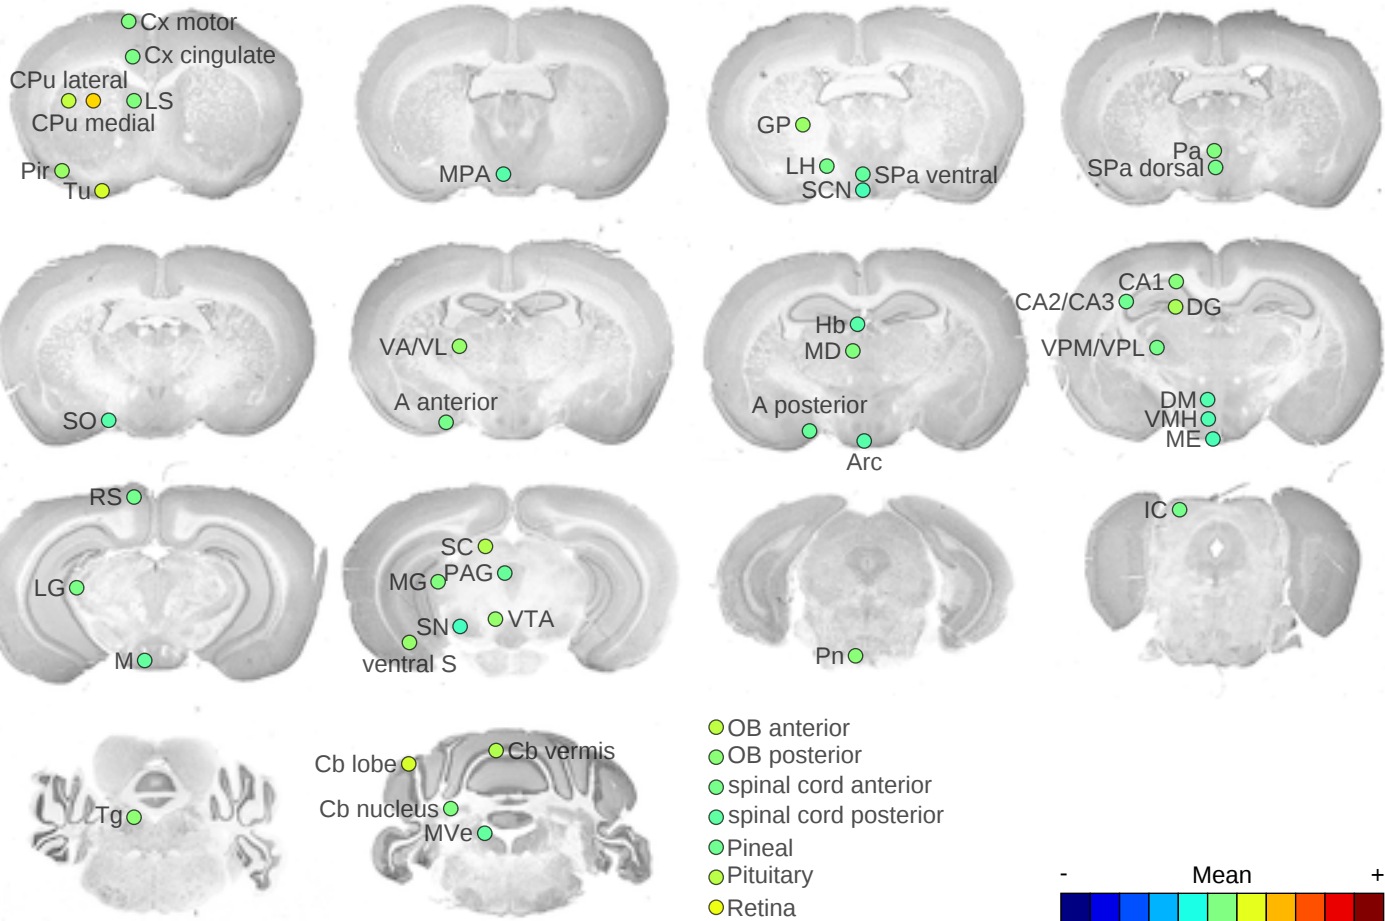 Cx motor
Cx cingulate
CPu lateral
LS
CPu medial
Pir
Tu
MPA
GP
LH
SPa ventral
SCN
Pa
SPa dorsal
SO
VA/VL
A anterior
Hb
MD
A posterior
Arc
CA1
CA2/CA3
DG
VPM/VPL
DM
VMH
ME
RS
LG
M
SC
MG
PAG
SN
VTA
ventral S
Pn
IC
Tg
Cb lobe
Cb vermis
Cb nucleus
MVe
OB anterior
OB posterior
spinal cord anterior
spinal cord posterior
Pineal
Pituitary
Retina
- Mean +